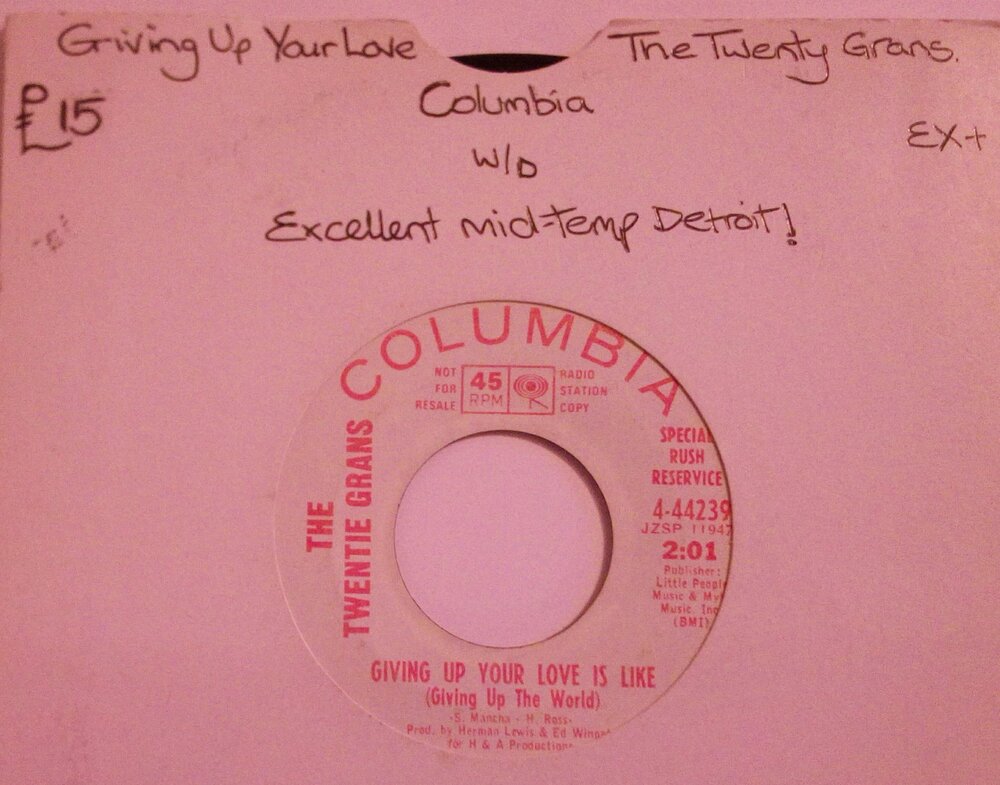 Giving Up Your Love
The Twenty Grans.
£15
Columbia
EX+
W/D
Excellent mid-temp Detroit!
"E"
COLUMBIA
NOT
FOR
RESALE
45
RPM
RADIO
STATION
COPY
SPECIAL
RUSH
RESERVICE
4-44239
JZSP 11947
2:01
Publisher:
Little People
Music & My
Music, Inc
(BMI)
THE
TWENTIE GRANS
GIVING UP YOUR LOVE IS LIKE
(Giving Up The World)
-S. Mancha - H. Ross-
Prod. by Herman Lewis & Ed
for H & A Productions